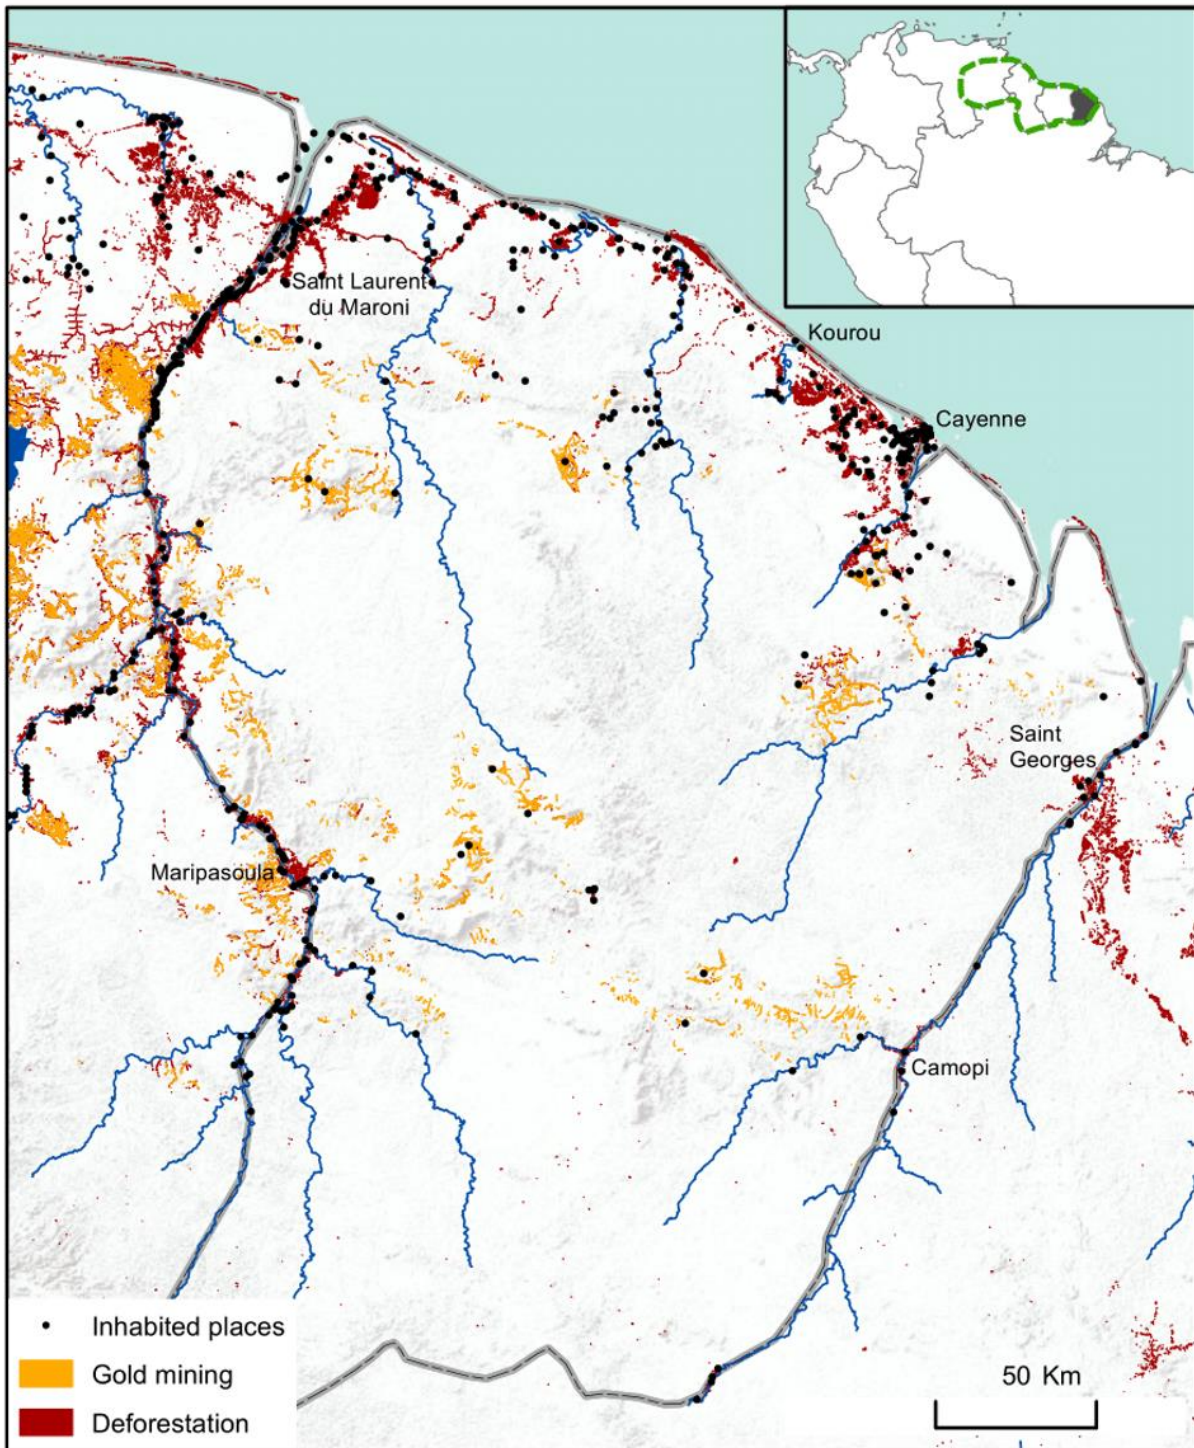 Saint Laurent
du Maroni
Kourou
Cayenne
Saint
Georges
Maripasoula
Camopi
Inhabited places
Gold mining
Deforestation
50 Km